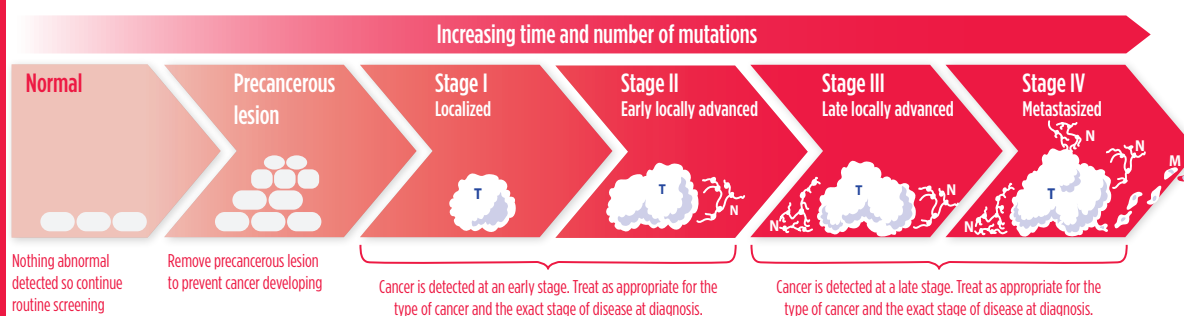 Increasing time and number of mutations
Normal
Precancerous
lesion
Stage I
Localized
Stage II
Early locally advanced
Stage III
Late locally advanced
Stage IV
Metastasized
T
T
N
N
T
N
N
T
N
N
N
M
Nothing abnormal
detected so continue
routine screening
Remove precancerous lesion
to prevent cancer developing
Cancer is detected at an early stage. Treat as appropriate for the
type of cancer and the exact stage of disease at diagnosis.
Cancer is detected at a late stage. Treat as appropriate for the
type of cancer and the exact stage of disease at diagnosis.